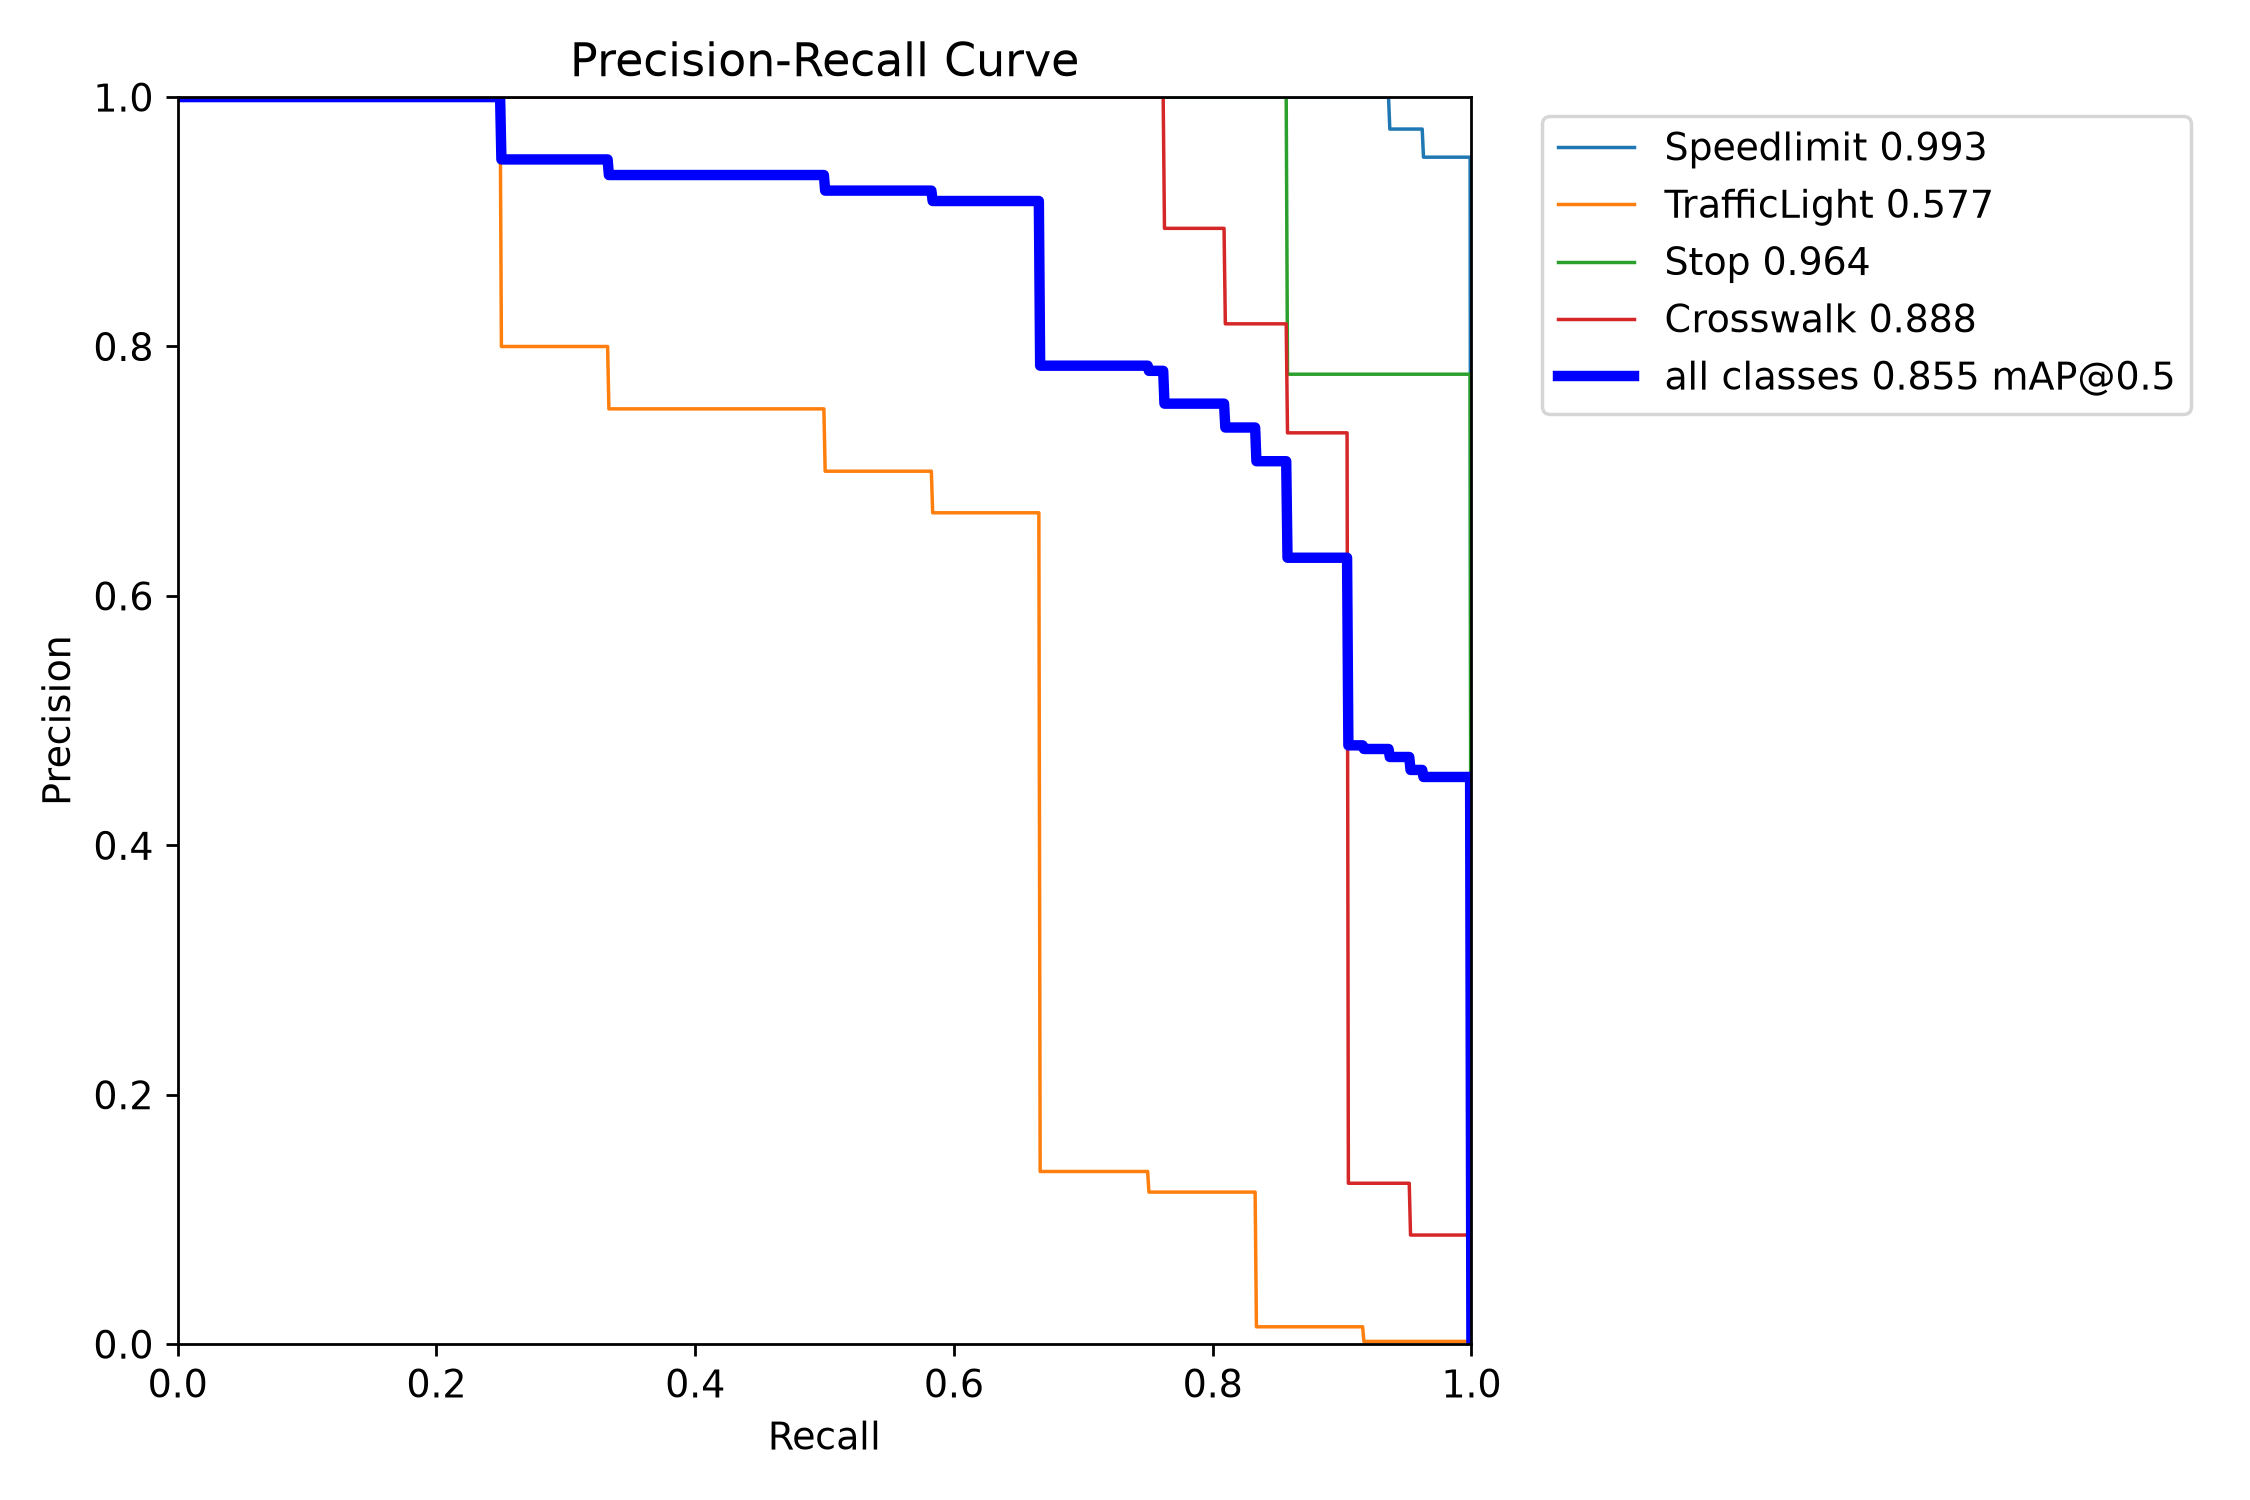 Precision-Recall Curve
1.0
0.8
0.6
0.4
0.2
0.0
Precision
0.0 0.2 0.4 0.6 0.8 1.0
Recall
Speedlimit 0.993
TrafficLight 0.577
Stop 0.964
Crosswalk 0.888
all classes 0.855 mAP@0.5